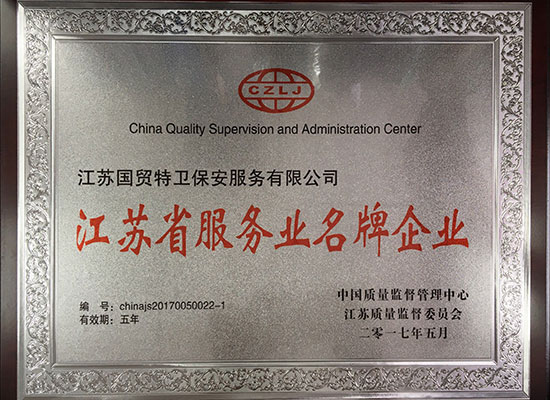 CZLJ
China Quality Supervision and Administration Center
江苏国贸特卫保安服务有限公司
江苏省服务业名牌企业
编 号：chinajs20170050022-1
有效期：五年
中国质量监督管理中心
江苏质量监督委员会
二零一七年五月